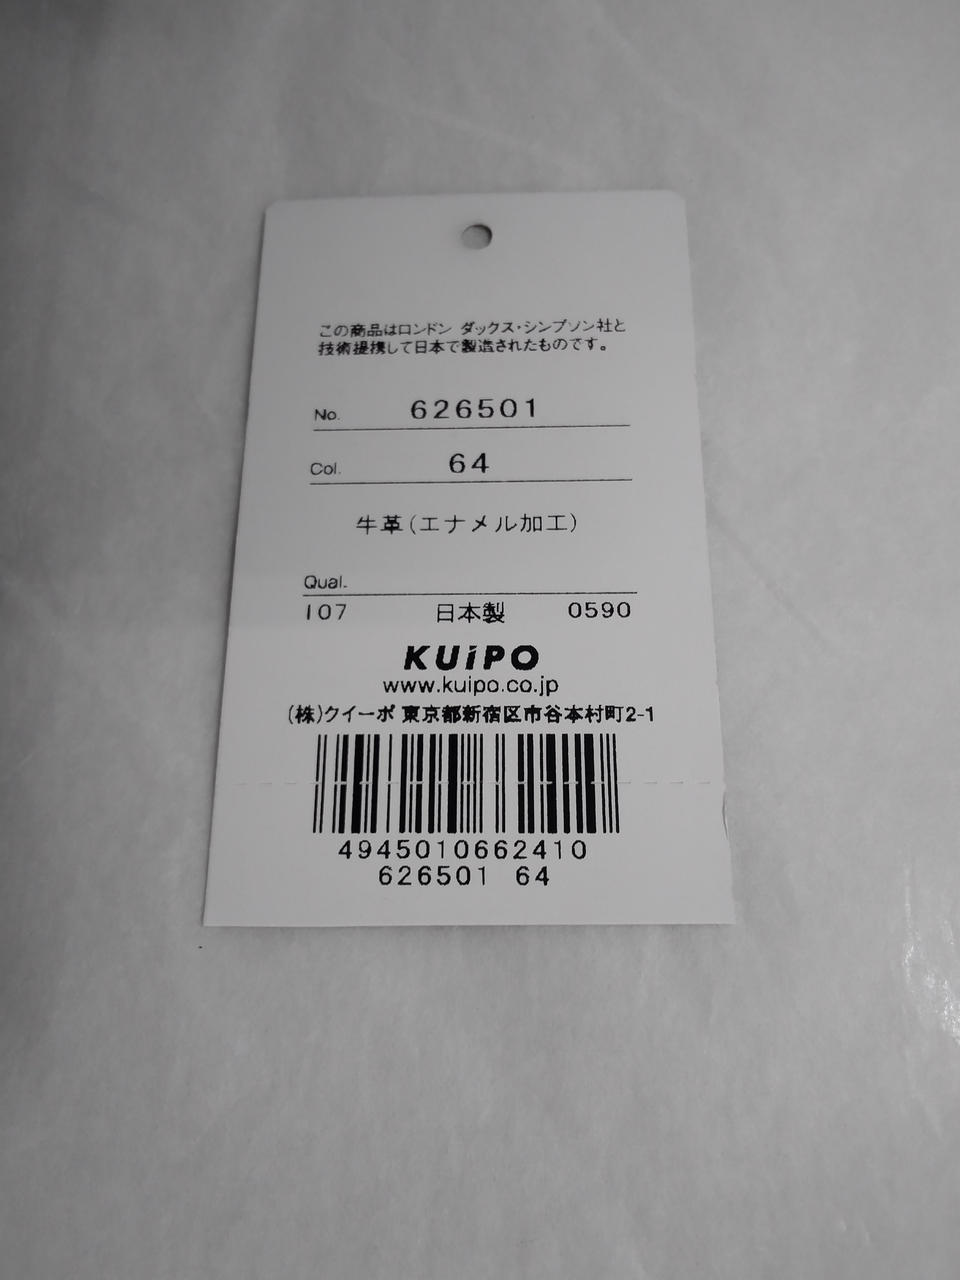 この商品はロンドン ダックス・シンプソン社と
技術提携して日本で製造されたものです。
No. 626501
Col. 64
牛革(エナメル加工)
Qual.
107 日本製 0590
KUiPO
www.kuipo.co.jp
(株)クイーポ 東京都新宿区市谷本村町2-1
4945010662410
626501 64